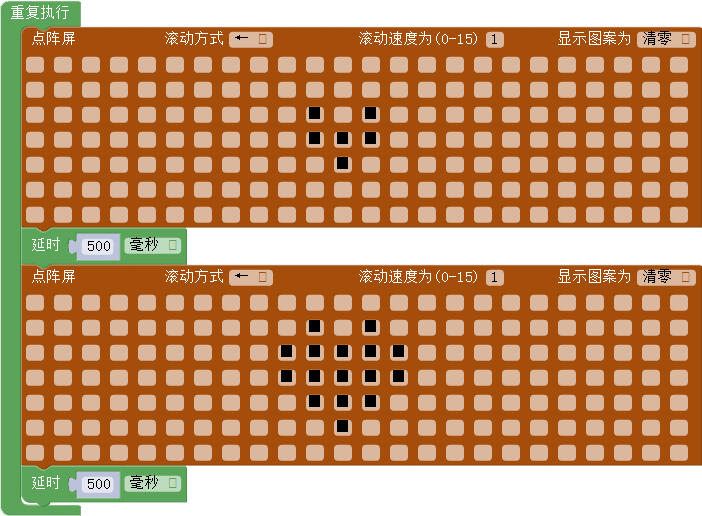 重复执行
点阵屏 滚动方式 ← 滚动速度为(0-15) 1 显示图案为 清零
延时 500 毫秒
点阵屏 滚动方式 ← 滚动速度为(0-15) 1 显示图案为 清零
延时 500 毫秒